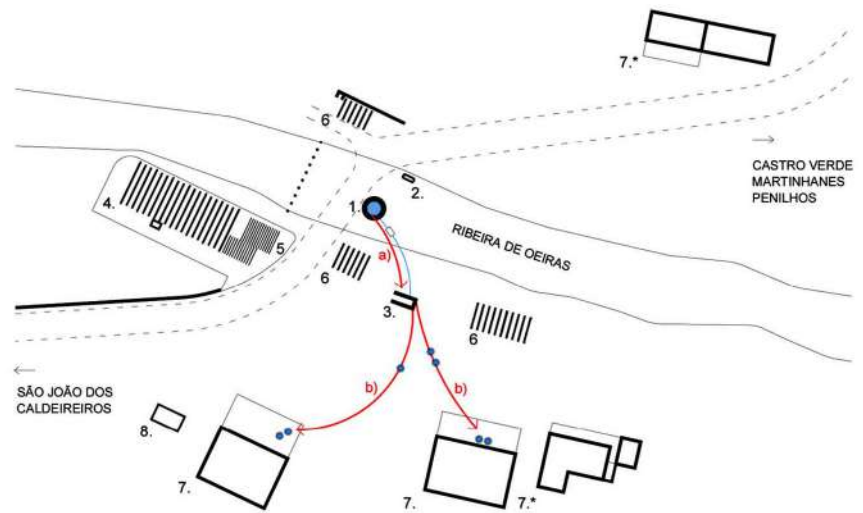 7.*
6
CASTRO VERDE
MARTINHANES
PENILHOS
2.
4.
1.
RIBEIRA DE OEIRAS
5
a)
6
3.
6
b)
b)
SÃO JOÃO DOS
CALDEIREIROS
8.
7.
7.
7.*